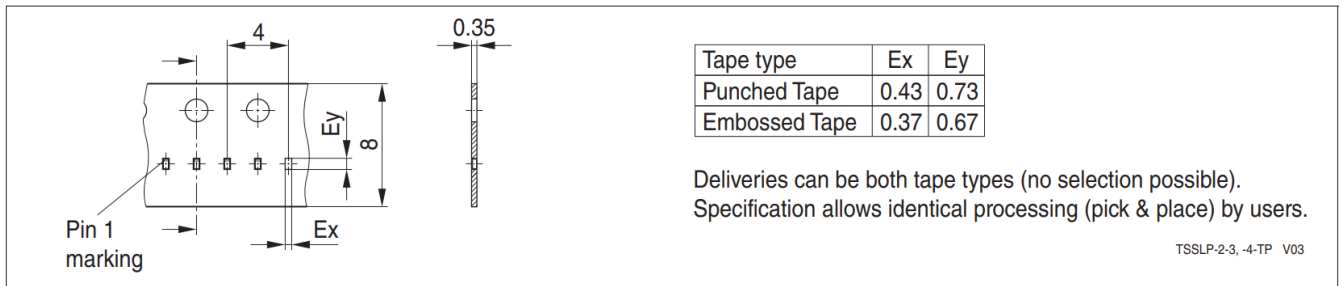 4
0.35
Ey
8
Ex
Pin 1
marking
Tape type Ex Ey
Punched Tape 0.43 0.73
Embossed Tape 0.37 0.67
Deliveries can be both tape types (no selection possible).
Specification allows identical processing (pick & place) by users.
TSSLP-2-3, -4-TP V03